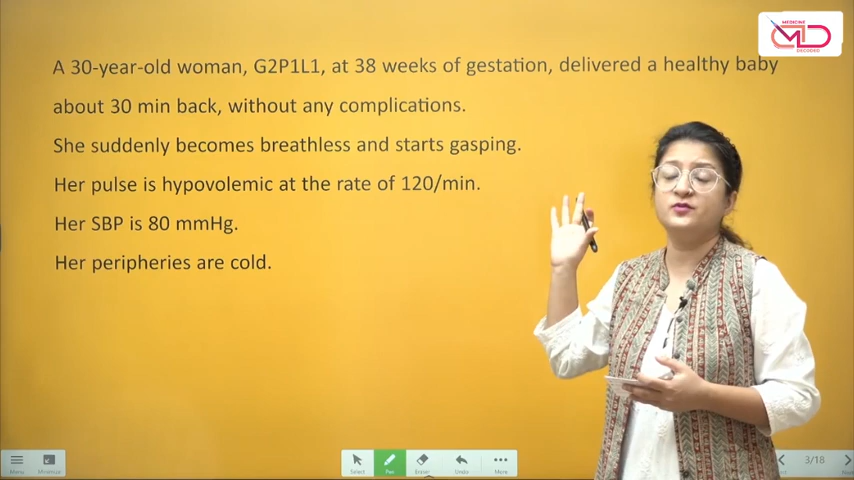 MEDICINE
MD
DECODED
A 30-year-old woman, G2P1L1, at 38 weeks of gestation, delivered a healthy baby
about 30 min back, without any complications.
She suddenly becomes breathless and starts gasping.
Her pulse is hypovolemic at the rate of 120/min.
Her SBP is 80 mmHg.
Her peripheries are cold.
Menu
Minimize
Select
Pen
Eraser
Undo
More
3/18